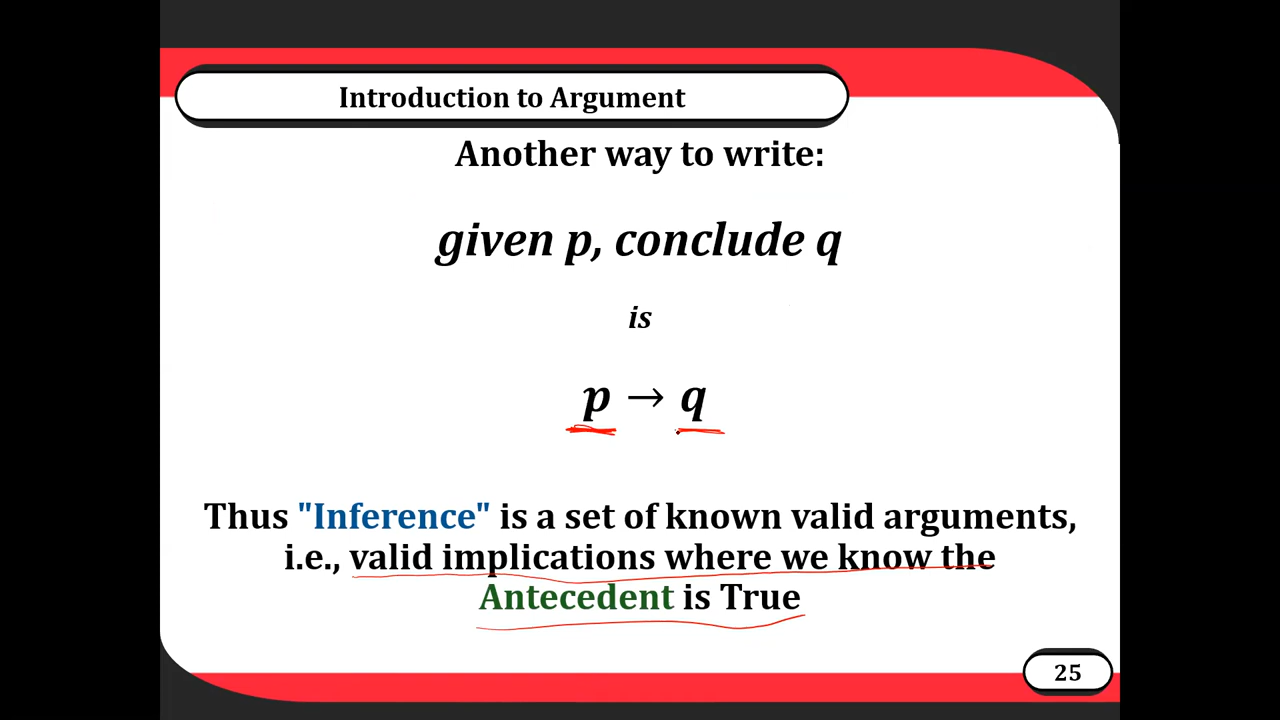 Introduction to Argument
Another way to write:
given p, conclude q
is
p → q
Thus "Inference" is a set of known valid arguments,
i.e., valid implications where we know the
Antecedent is True
25